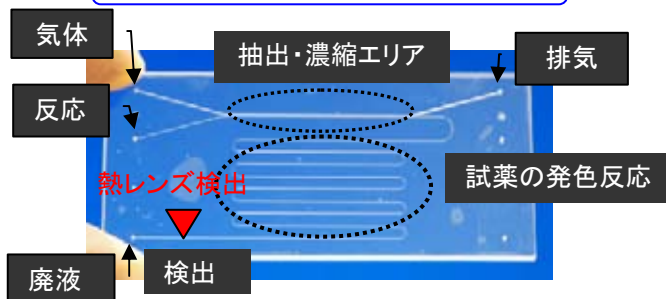 気体
抽出・濃縮エリア
排気
反応
熱レンズ検出
試薬の発色反応
廃液
検出